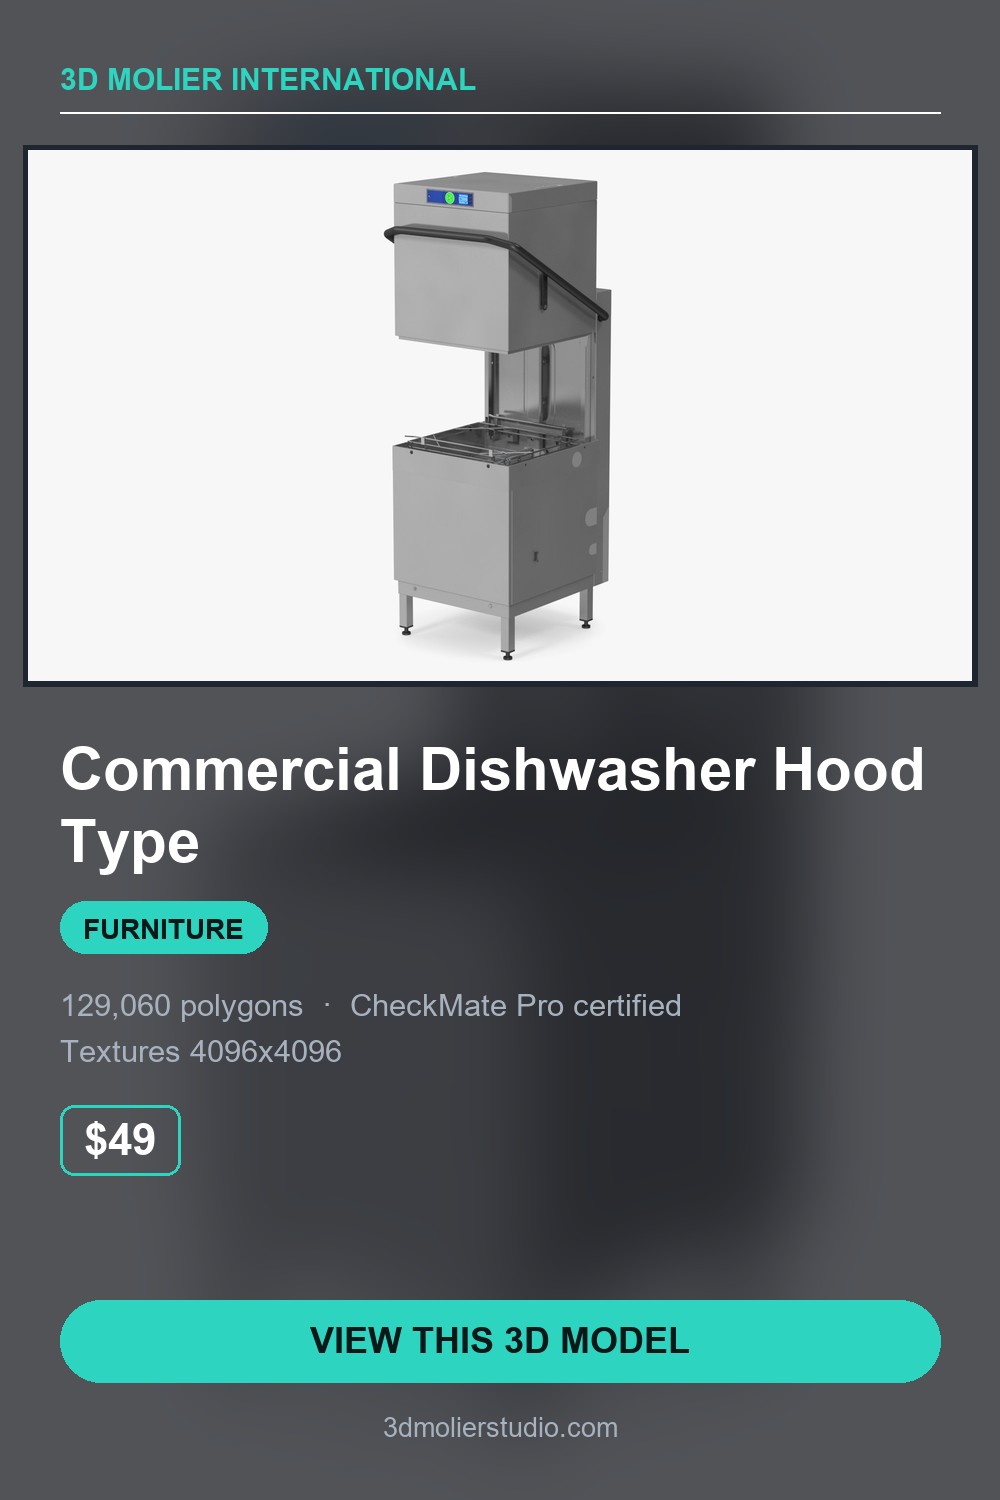 3D MOLIER INTERNATIONAL
Commercial Dishwasher Hood
Type
FURNITURE
129,060 polygons · CheckMate Pro certified
Textures 4096x4096
$49
VIEW THIS 3D MODEL
3dmolierstudio.com